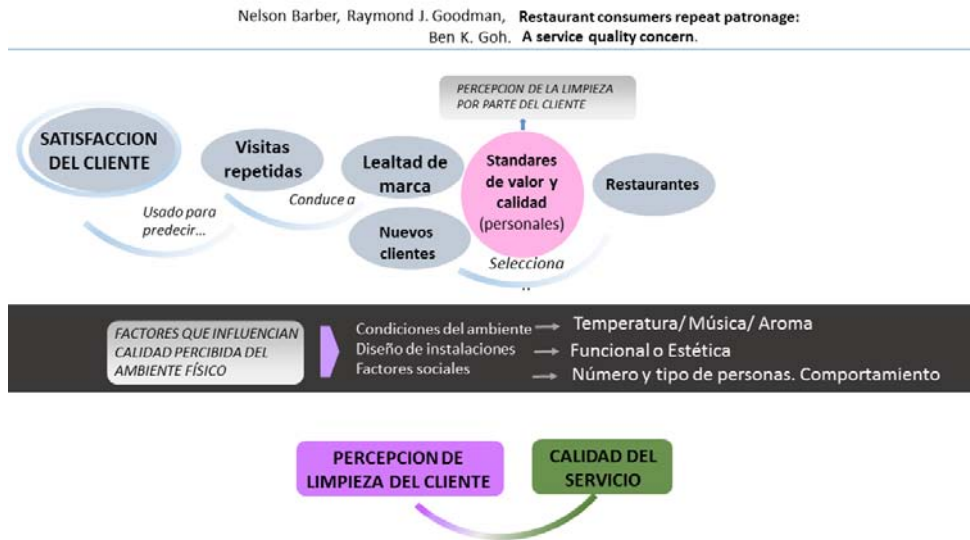 Nelson Barber, Raymond J. Goodman, Restaurant consumers repeat patronage:
Ben K. Goh. A service quality concern.
PERCEPCION DE LA LIMPIEZA
POR PARTE DEL CLIENTE
SATISFACCION
DEL CLIENTE
Usado para
predecir...
Visitas
repetidas
Conduce a
Lealtad de
marca
Nuevos
clientes
Standares
de valor y
calidad
(personales)
Selecciona
..
Restaurantes
FACTORES QUE INFLUENCIAN
CALIDAD PERCIBIDA DEL
AMBIENTE FÍSICO
Condiciones del ambiente
Temperatura/ Música/ Aroma
Diseño de instalaciones
Funcional o Estética
Factores sociales
Número y tipo de personas. Comportamiento
PERCEPCION DE
LIMPIEZA DEL CLIENTE
CALIDAD DEL
SERVICIO